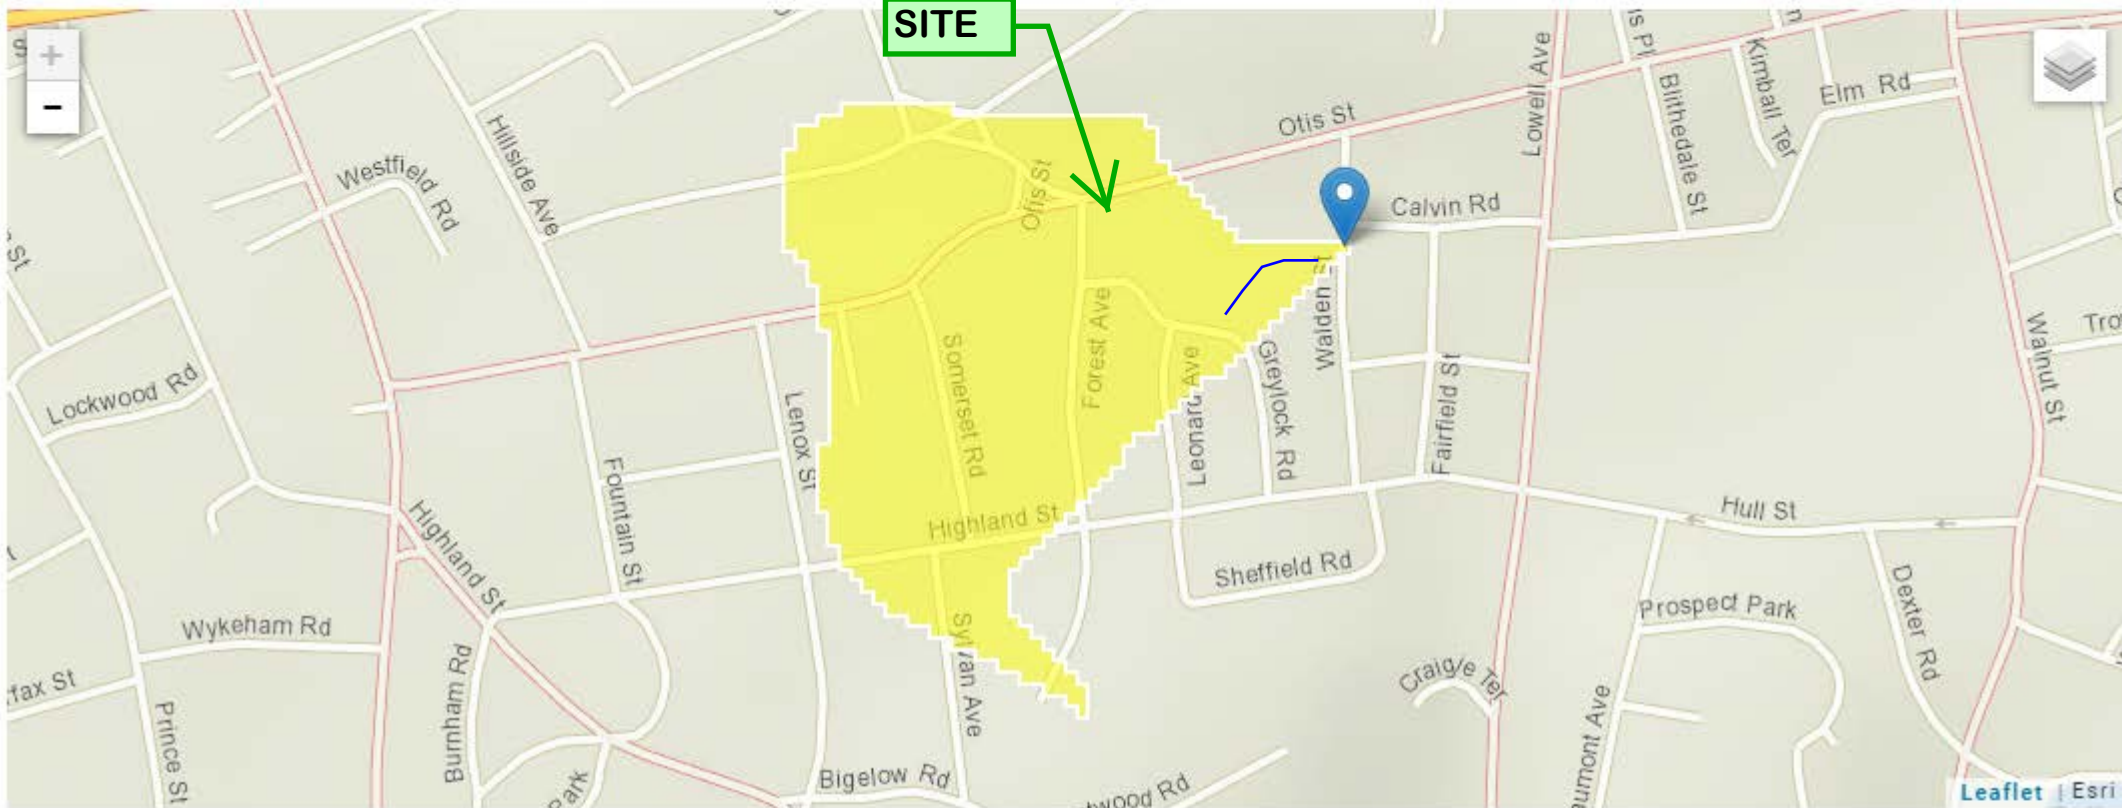 SITE
+
−
Otis St
Lowell Ave
Kimball Ter
Elm Rd
Blithedale St
Hillside Ave
Westfield Rd
Otis St
Calvin Rd
Walden St
Forest Ave
Somerset Rd
Leonard Ave
Greylock Rd
Fairfield St
Walnut St
Lockwood Rd
Lenox St
Fountain St
Highland St
Highland St
Hull St
Sheffield Rd
Prospect Park
Dexter Rd
Wykeham Rd
Sylvan Ave
Burnham Rd
Craigie Ter
Prince St
Bigelow Rd
Park
Leaflet | Esri